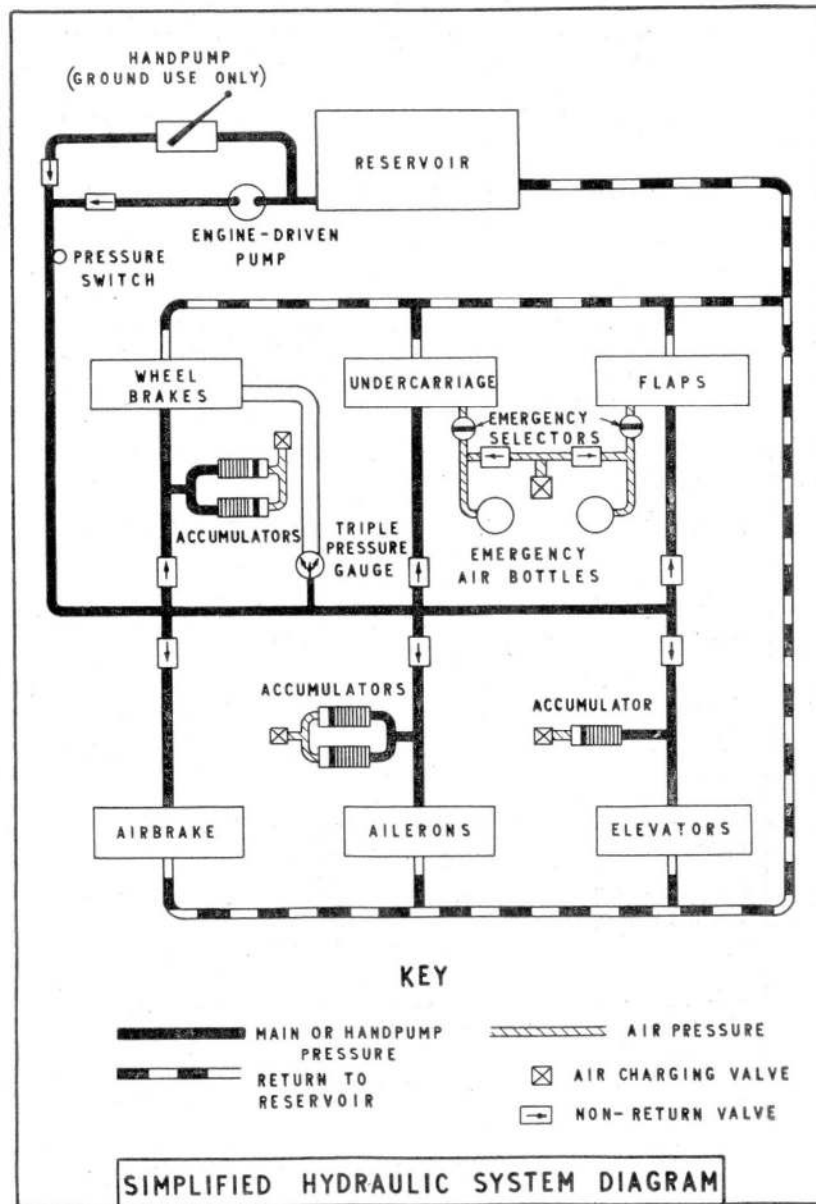 HANDPUMP
(GROUND USE ONLY)
RESERVOIR
ENGINE-DRIVEN
PUMP
PRESSURE
SWITCH
WHEEL
BRAKES
UNDERCARRIAGE
FLAPS
EMERGENCY
SELECTORS
ACCUMULATORS
TRIPLE
PRESSURE
GAUGE
EMERGENCY
AIR BOTTLES
ACCUMULATORS
ACCUMULATOR
AIRBRAKE
AILERONS
ELEVATORS
KEY
MAIN OR HANDPUMP
PRESSURE
RETURN TO
RESERVOIR
AIR PRESSURE
AIR CHARGING VALVE
NON-RETURN VALVE
SIMPLIFIED HYDRAULIC SYSTEM DIAGRAM